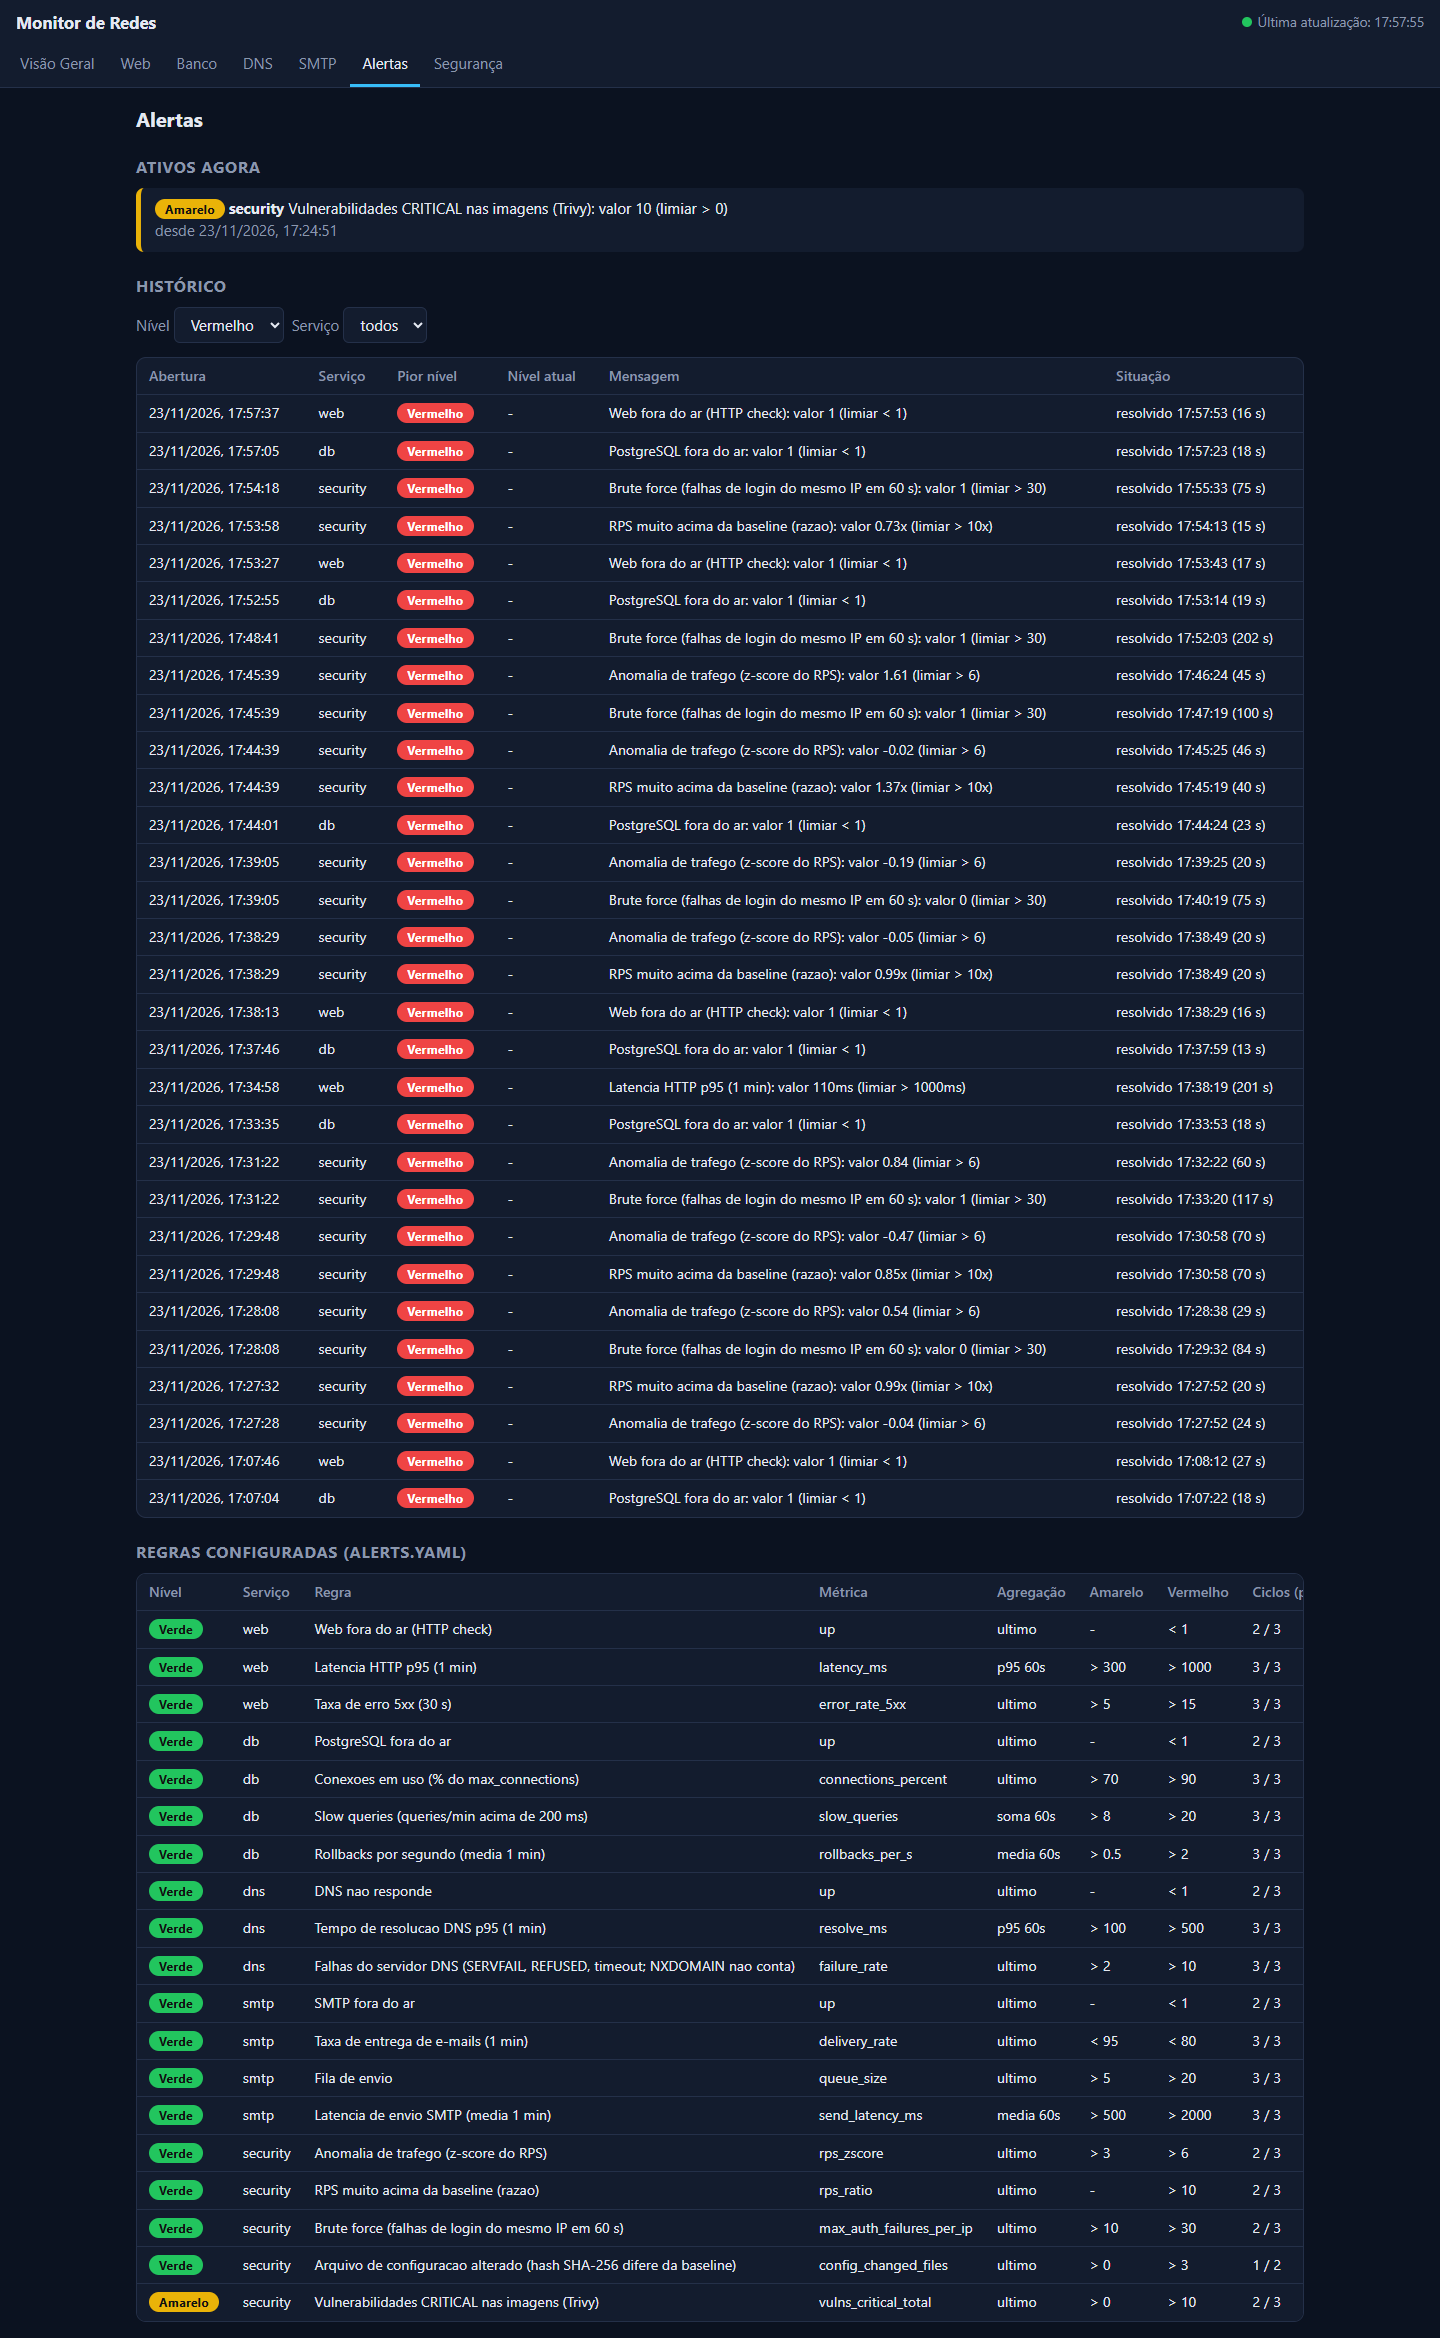 Monitor de Redes
Última atualização: 17:57:55
Visão Geral Web Banco DNS SMTP Alertas Segurança
Alertas
ATIVOS AGORA
Amarelo security Vulnerabilidades CRITICAL nas imagens (Trivy): valor 10 (limiar > 0)
desde 23/11/2026, 17:24:51
HISTÓRICO
Nível Vermelho Serviço todos
Abertura Serviço Pior nível Nível atual Mensagem Situação
23/11/2026, 17:57:37 web Vermelho - Web fora do ar (HTTP check): valor 1 (limiar < 1) resolvido 17:57:53 (16 s)
23/11/2026, 17:57:05 db Vermelho - PostgreSQL fora do ar: valor 1 (limiar < 1) resolvido 17:57:23 (18 s)
23/11/2026, 17:54:18 security Vermelho - Brute force (falhas de login do mesmo IP em 60 s): valor 1 (limiar > 30) resolvido 17:55:33 (75 s)
23/11/2026, 17:53:58 security Vermelho - RPS muito acima da baseline (razao): valor 0.73x (limiar > 10x) resolvido 17:54:13 (15 s)
23/11/2026, 17:53:27 web Vermelho - Web fora do ar (HTTP check): valor 1 (limiar < 1) resolvido 17:53:43 (17 s)
23/11/2026, 17:52:55 db Vermelho - PostgreSQL fora do ar: valor 1 (limiar < 1) resolvido 17:53:14 (19 s)
23/11/2026, 17:48:41 security Vermelho - Brute force (falhas de login do mesmo IP em 60 s): valor 1 (limiar > 30) resolvido 17:52:03 (202 s)
23/11/2026, 17:45:39 security Vermelho - Anomalia de trafego (z-score do RPS): valor 1.61 (limiar > 6) resolvido 17:46:24 (45 s)
23/11/2026, 17:45:39 security Vermelho - Brute force (falhas de login do mesmo IP em 60 s): valor 1 (limiar > 30) resolvido 17:47:19 (100 s)
23/11/2026, 17:44:39 security Vermelho - Anomalia de trafego (z-score do RPS): valor -0.02 (limiar > 6) resolvido 17:45:25 (46 s)
23/11/2026, 17:44:39 security Vermelho - RPS muito acima da baseline (razao): valor 1.37x (limiar > 10x) resolvido 17:45:19 (40 s)
23/11/2026, 17:44:01 db Vermelho - PostgreSQL fora do ar: valor 1 (limiar < 1) resolvido 17:44:24 (23 s)
23/11/2026, 17:39:05 security Vermelho - Anomalia de trafego (z-score do RPS): valor -0.19 (limiar > 6) resolvido 17:39:25 (20 s)
23/11/2026, 17:39:05 security Vermelho - Brute force (falhas de login do mesmo IP em 60 s): valor 0 (limiar > 30) resolvido 17:40:19 (75 s)
23/11/2026, 17:38:29 security Vermelho - Anomalia de trafego (z-score do RPS): valor -0.05 (limiar > 6) resolvido 17:38:49 (20 s)
23/11/2026, 17:38:29 security Vermelho - RPS muito acima da baseline (razao): valor 0.99x (limiar > 10x) resolvido 17:38:49 (20 s)
23/11/2026, 17:38:13 web Vermelho - Web fora do ar (HTTP check): valor 1 (limiar < 1) resolvido 17:38:29 (16 s)
23/11/2026, 17:37:46 db Vermelho - PostgreSQL fora do ar: valor 1 (limiar < 1) resolvido 17:37:59 (13 s)
23/11/2026, 17:34:58 web Vermelho - Latencia HTTP p95 (1 min): valor 110ms (limiar > 1000ms) resolvido 17:38:19 (201 s)
23/11/2026, 17:33:35 db Vermelho - PostgreSQL fora do ar: valor 1 (limiar < 1) resolvido 17:33:53 (18 s)
23/11/2026, 17:31:22 security Vermelho - Anomalia de trafego (z-score do RPS): valor 0.84 (limiar > 6) resolvido 17:32:22 (60 s)
23/11/2026, 17:31:22 security Vermelho - Brute force (falhas de login do mesmo IP em 60 s): valor 1 (limiar > 30) resolvido 17:33:20 (117 s)
23/11/2026, 17:29:48 security Vermelho - Anomalia de trafego (z-score do RPS): valor -0.47 (limiar > 6) resolvido 17:30:58 (70 s)
23/11/2026, 17:29:48 security Vermelho - RPS muito acima da baseline (razao): valor 0.85x (limiar > 10x) resolvido 17:30:58 (70 s)
23/11/2026, 17:28:08 security Vermelho - Anomalia de trafego (z-score do RPS): valor 0.54 (limiar > 6) resolvido 17:28:38 (29 s)
23/11/2026, 17:28:08 security Vermelho - Brute force (falhas de login do mesmo IP em 60 s): valor 0 (limiar > 30) resolvido 17:29:32 (84 s)
23/11/2026, 17:27:32 security Vermelho - RPS muito acima da baseline (razao): valor 0.99x (limiar > 10x) resolvido 17:27:52 (20 s)
23/11/2026, 17:27:28 security Vermelho - Anomalia de trafego (z-score do RPS): valor -0.04 (limiar > 6) resolvido 17:27:52 (24 s)
23/11/2026, 17:07:46 web Vermelho - Web fora do ar (HTTP check): valor 1 (limiar < 1) resolvido 17:08:12 (27 s)
23/11/2026, 17:07:04 db Vermelho - PostgreSQL fora do ar: valor 1 (limiar < 1) resolvido 17:07:22 (18 s)
REGRAS CONFIGURADAS (ALERTS.YAML)
Nível Serviço Regra Métrica Agregação Amarelo Vermelho Ciclos (p
Verde web Web fora do ar (HTTP check) up ultimo - < 1 2 / 3
Verde web Latencia HTTP p95 (1 min) latency_ms p95 60s > 300 > 1000 3 / 3
Verde web Taxa de erro 5xx (30 s) error_rate_5xx ultimo > 5 > 15 3 / 3
Verde db PostgreSQL fora do ar up ultimo - < 1 2 / 3
Verde db Conexoes em uso (% do max_connections) connections_percent ultimo > 70 > 90 3 / 3
Verde db Slow queries (queries/min acima de 200 ms) slow_queries soma 60s > 8 > 20 3 / 3
Verde db Rollbacks por segundo (media 1 min) rollbacks_per_s media 60s > 0.5 > 2 3 / 3
Verde dns DNS nao responde up ultimo - < 1 2 / 3
Verde dns Tempo de resolucao DNS p95 (1 min) resolve_ms p95 60s > 100 > 500 3 / 3
Verde dns Falhas do servidor DNS (SERVFAIL, REFUSED, timeout; NXDOMAIN nao conta) failure_rate ultimo > 2 > 10 3 / 3
Verde smtp SMTP fora do ar up ultimo - < 1 2 / 3
Verde smtp Taxa de entrega de e-mails (1 min) delivery_rate ultimo < 95 < 80 3 / 3
Verde smtp Fila de envio queue_size ultimo > 5 > 20 3 / 3
Verde smtp Latencia de envio SMTP (media 1 min) send_latency_ms media 60s > 500 > 2000 3 / 3
Verde security Anomalia de trafego (z-score do RPS) rps_zscore ultimo > 3 > 6 2 / 3
Verde security RPS muito acima da baseline (razao) rps_ratio ultimo - > 10 2 / 3
Verde security Brute force (falhas de login do mesmo IP em 60 s) max_auth_failures_per_ip ultimo > 10 > 30 2 / 3
Verde security Arquivo de configuracao alterado (hash SHA-256 difere da baseline) config_changed_files ultimo > 0 > 3 1 / 2
Amarelo security Vulnerabilidades CRITICAL nas imagens (Trivy) vulns_critical_total ultimo > 0 > 10 2 / 3